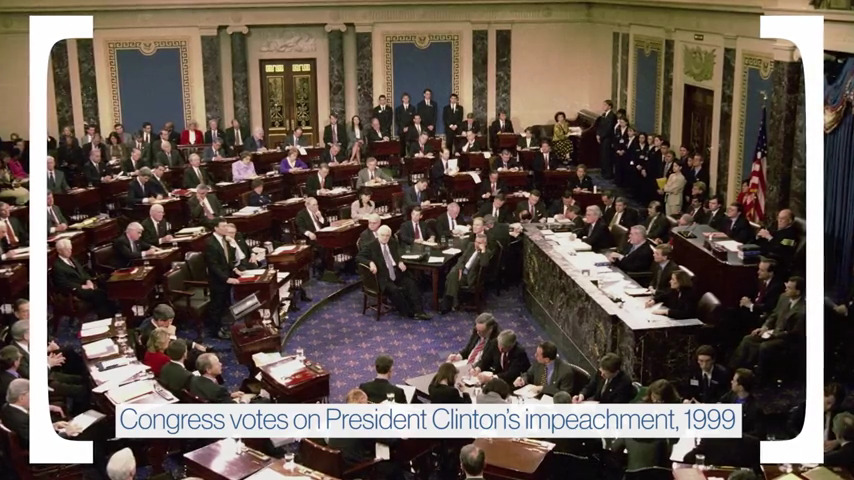 Congress votes on President Clinton's impeachment, 1999